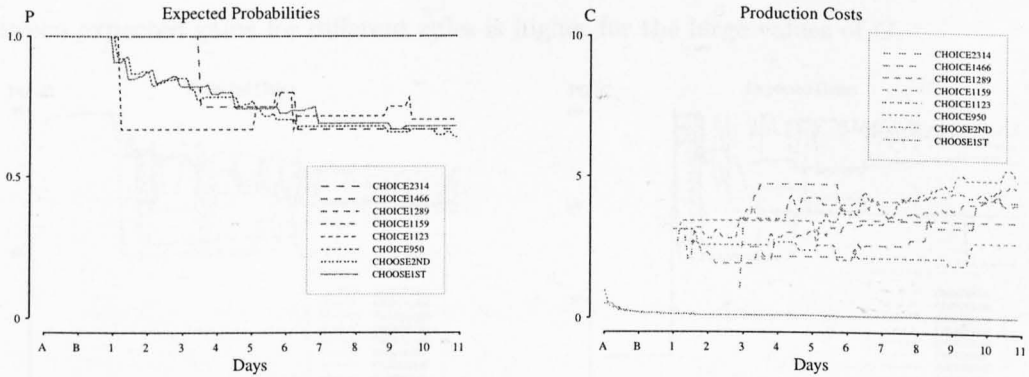 P
Expected Probabilities
1.0
0.5
0
CHOICE2314
CHOICE1466
CHOICE1289
CHOICE1159
CHOICE1123
CHOICE950
CHOOSE2ND
CHOOSE1ST
A B 1 2 3 4 5 6 7 8 9 10 11
Days
C
Production Costs
10
5
0
CHOICE2314
CHOICE1466
CHOICE1289
CHOICE1159
CHOICE1123
CHOICE950
CHOOSE2ND
CHOOSE1ST
A B 1 2 3 4 5 6 7 8 9 10 11
Days